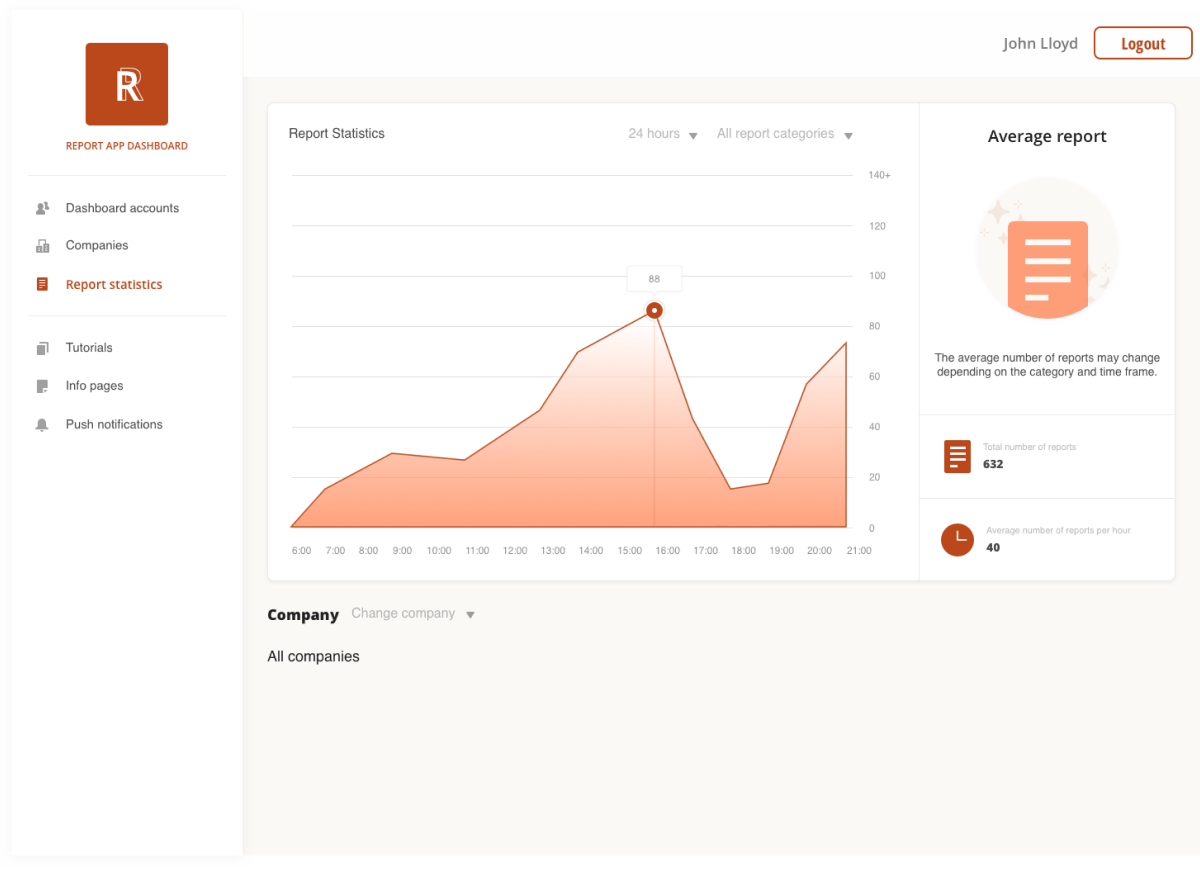 John Lloyd Logout
R
REPORT APP DASHBOARD
Dashboard accounts
Companies
Report statistics
Tutorials
Info pages
Push notifications
Report Statistics 24 hours All report categories
140+
120
100
88
80
60
40
20
0
6:00 7:00 8:00 9:00 10:00 11:00 12:00 13:00 14:00 15:00 16:00 17:00 18:00 19:00 20:00 21:00
Average report
The average number of reports may change
depending on the category and time frame.
Total number of reports
632
Average number of reports per hour
40
Company Change company
All companies